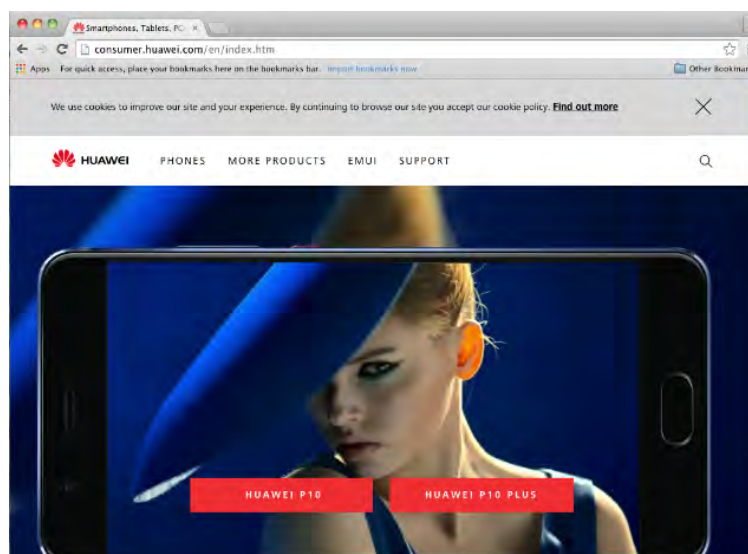 Smartphones, Tablets, PC-
consumer.huawei.com/en/index.htm
Apps For quick access, place your bookmarks here on the bookmarks bar. Import bookmarks now
Other Bookmar
We use cookies to improve our site and your experience. By continuing to browse our site you accept our cookie policy. Find out more
HUAWEI PHONES MORE PRODUCTS EMUI SUPPORT
HUAWEI P10 HUAWEI P10 PLUS